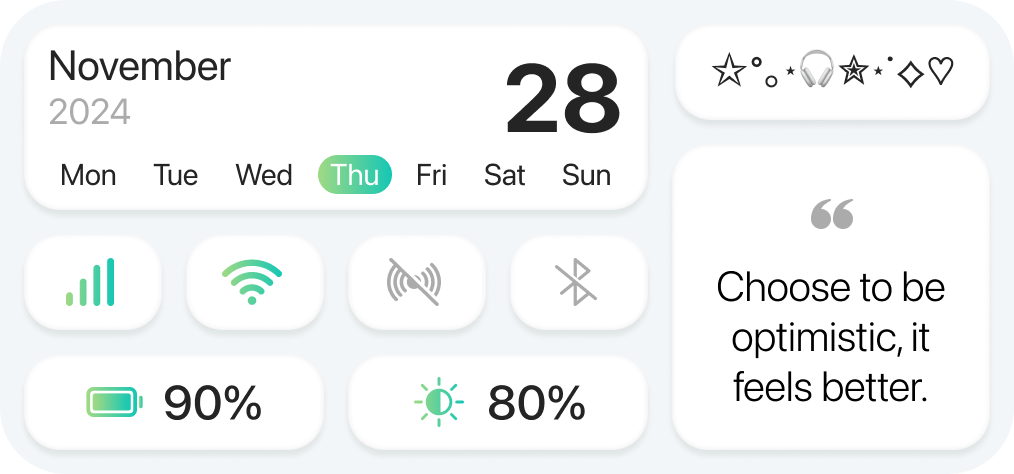 November
2024
28
Mon Tue Wed Thu Fri Sat Sun
90%
80%
☆°｡⋆🎧✮⋆˙⟡♡
❝
Choose to be
optimistic, it
feels better.